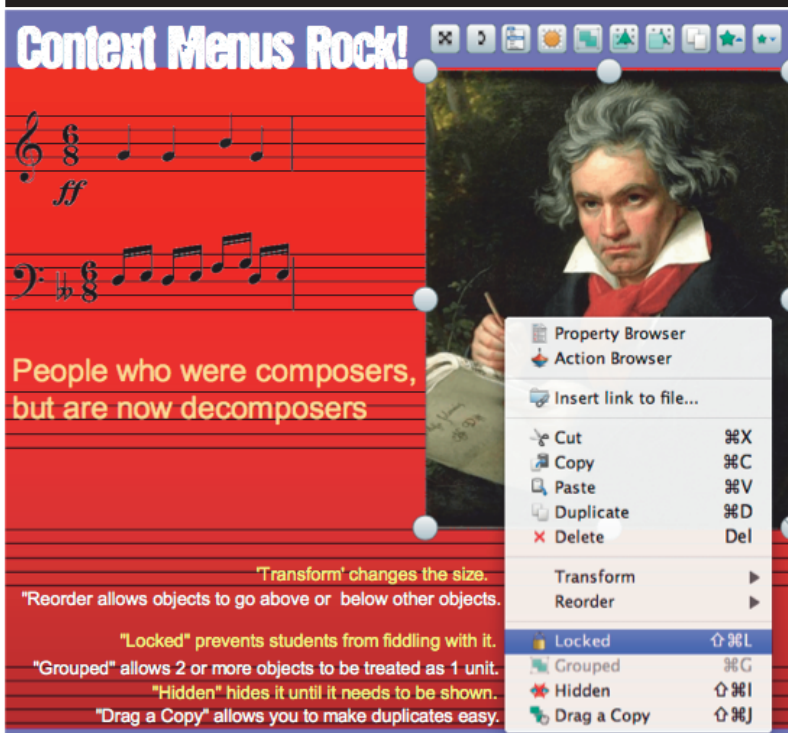 Context Menus Rock!
6
8
ff
6
8
People who were composers,
but are now decomposers
Property Browser
Action Browser
Insert link to file...
Cut ⌘X
Copy ⌘C
Paste ⌘V
Duplicate ⌘D
Delete Del
Transform
Reorder
Locked ⇧⌘L
Grouped ⌘G
Hidden ⇧⌘I
Drag a Copy ⇧⌘J
'Transform' changes the size.
"Reorder allows objects to go above or below other objects.
"Locked" prevents students from fiddling with it.
"Grouped" allows 2 or more objects to be treated as 1 unit.
"Hidden" hides it until it needs to be shown.
"Drag a Copy" allows you to make duplicates easy.